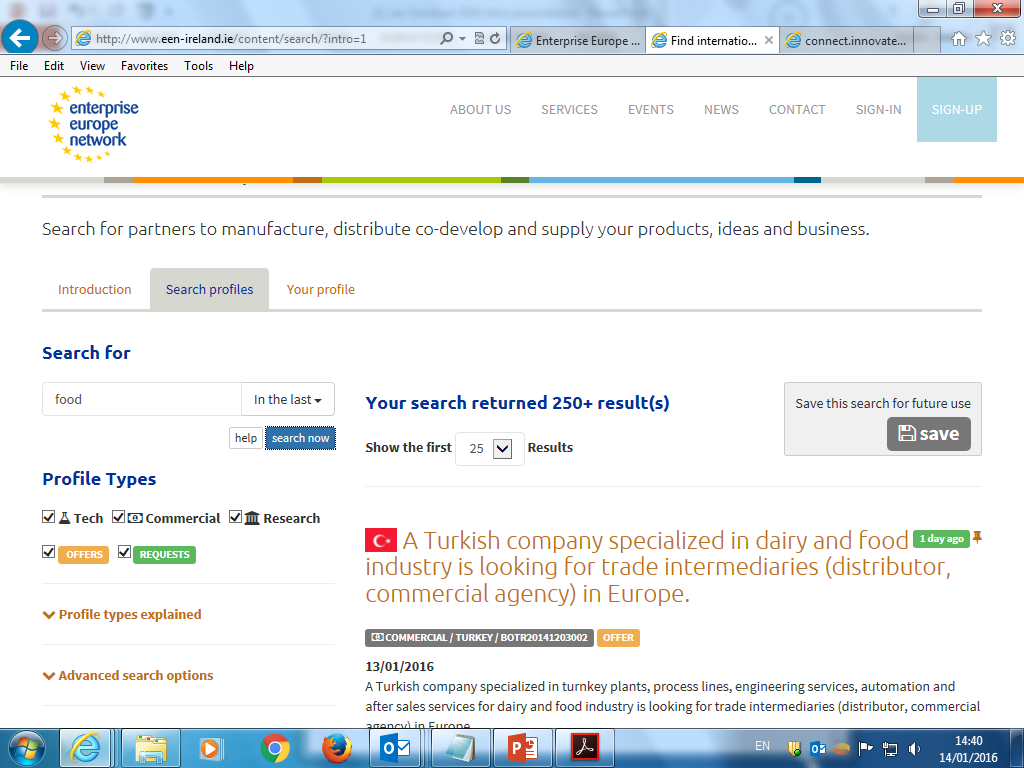 http://www.een-ireland.ie/content/search/?intro=1
Enterprise Europe ...
Find internatio...
connect.innovate...
File Edit View Favorites Tools Help
enterprise
europe
network
ABOUT US SERVICES EVENTS NEWS CONTACT SIGN-IN SIGN-UP
Search for partners to manufacture, distribute co-develop and supply your products, ideas and business.
Introduction Search profiles Your profile
Search for
food In the last
help search now
Profile Types
Tech Commercial Research
OFFERS REQUESTS
Profile types explained
Advanced search options
Your search returned 250+ result(s)
Show the first 25 Results
Save this search for future use
save
A Turkish company specialized in dairy and food 1 day ago
industry is looking for trade intermediaries (distributor,
commercial agency) in Europe.
COMMERCIAL / TURKEY / BOTR20141203002 OFFER
13/01/2016
A Turkish company specialized in turnkey plants, process lines, engineering services, automation and
after sales services for dairy and food industry is looking for trade intermediaries (distributor, commercial
agency) in Europe
EN
14:40
14/01/2016